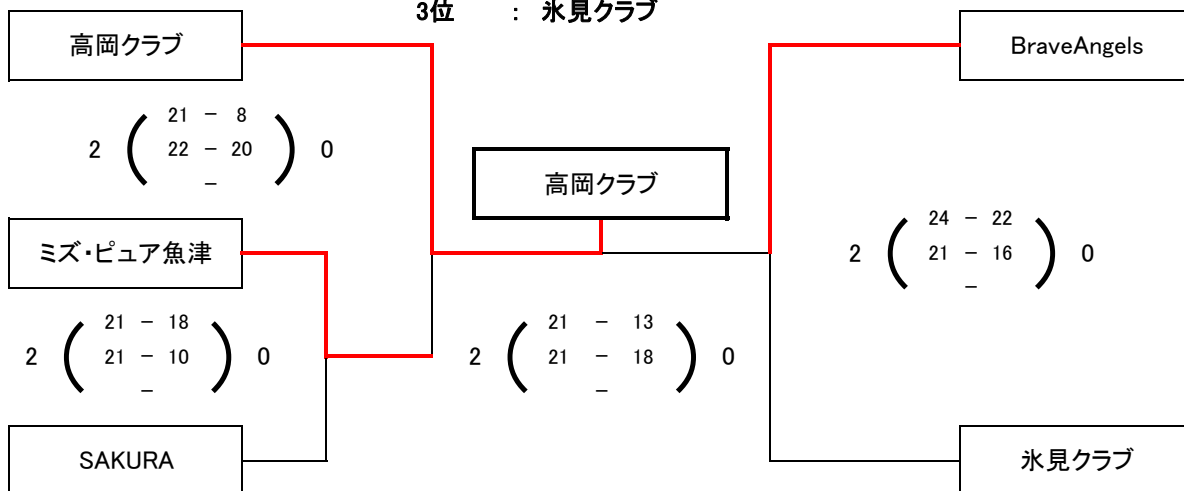 3位 : 氷見クラブ
高岡クラブ
BraveAngels
21 － 8
2 ( 22 － 20 ) 0
－
高岡クラブ
ミズ・ピュア魚津
24 － 22
2 ( 21 － 16 ) 0
－
21 － 18
2 ( 21 － 10 ) 0
－
21 － 13
2 ( 21 － 18 ) 0
－
SAKURA
氷見クラブ